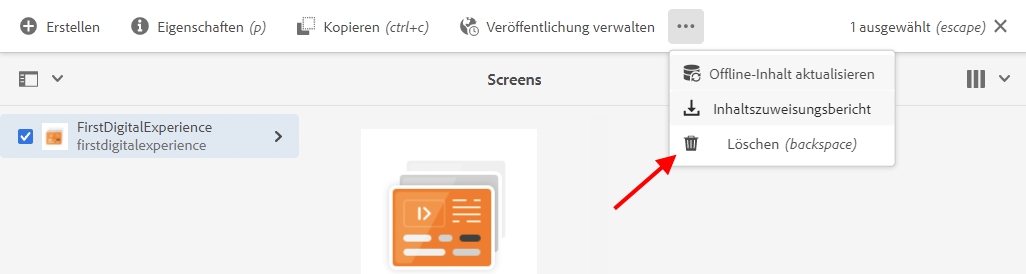 Erstellen Eigenschaften (p) Kopieren (ctrl+c) Veröffentlichung verwalten ••• 1 ausgewählt (escape)
Screens
Offline-Inhalt aktualisieren
Inhaltszuweisungsbericht
Löschen (backspace)
FirstDigitalExperience
firstdigitalexperience